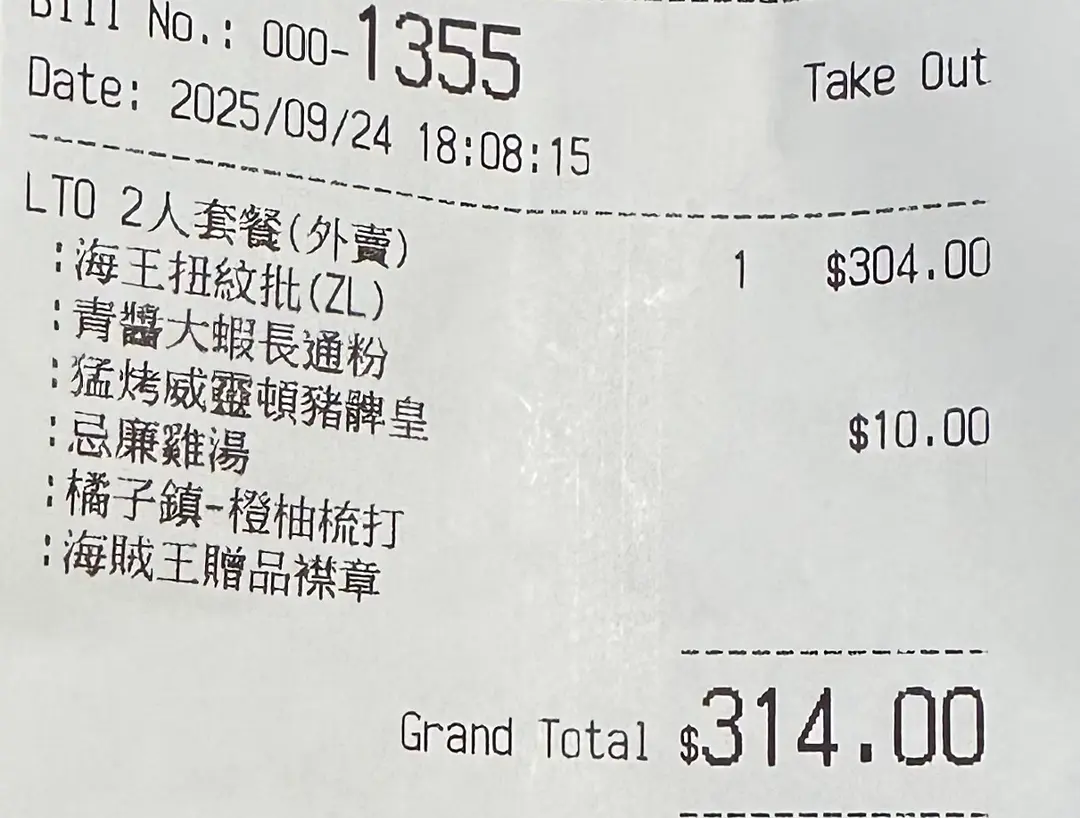 Bill No.: 000-1355
Take Out
Date: 2025/09/24 18:08:15
LTO 2人套餐(外賣) 1 $304.00
:海王扭紋批(ZL)
:青醬大蝦長通粉
:猛烤威靈頓豬髀皇 $10.00
:忌廉雞湯
:橘子鎮-橙柚梳打
:海賊王贈品襟章
Grand Total $314.00